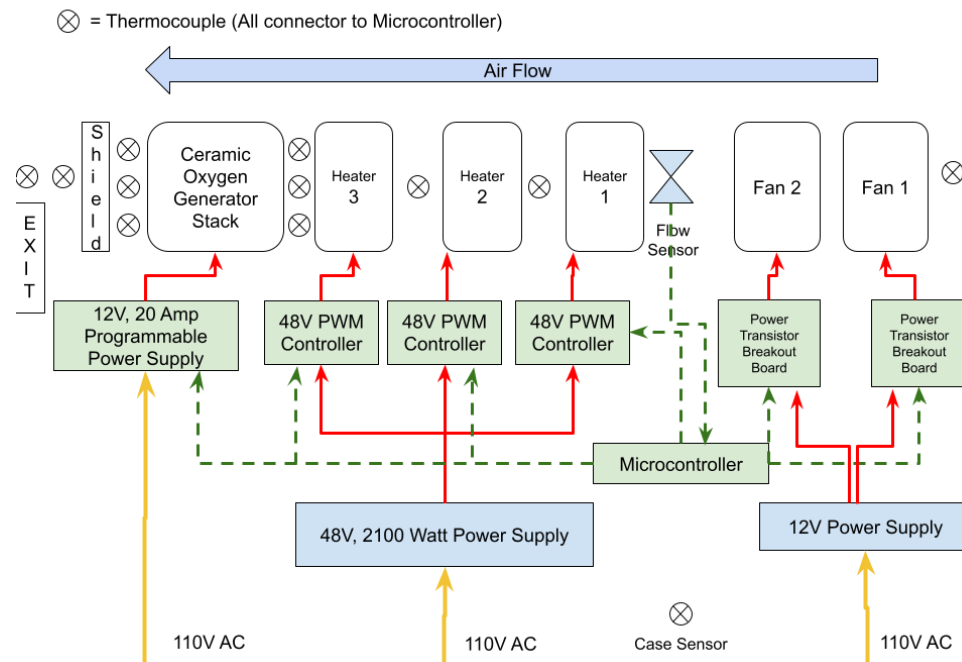 = Thermocouple (All connector to Microcontroller)
Air Flow
Shield
Ceramic
Oxygen
Generator
Stack
Heater
3
Heater
2
Heater
1
Flow
Sensor
Fan 2
Fan 1
EXIT
12V, 20 Amp
Programmable
Power Supply
48V PWM
Controller
48V PWM
Controller
48V PWM
Controller
Power
Transistor
Breakout
Board
Power
Transistor
Breakout
Board
Microcontroller
48V, 2100 Watt Power Supply
12V Power Supply
110V AC
110V AC
Case Sensor
110V AC